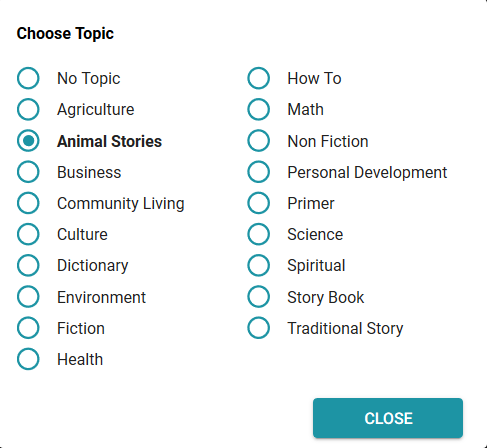 Choose Topic
No Topic
Agriculture
Animal Stories
Business
Community Living
Culture
Dictionary
Environment
Fiction
Health
How To
Math
Non Fiction
Personal Development
Primer
Science
Spiritual
Story Book
Traditional Story
CLOSE